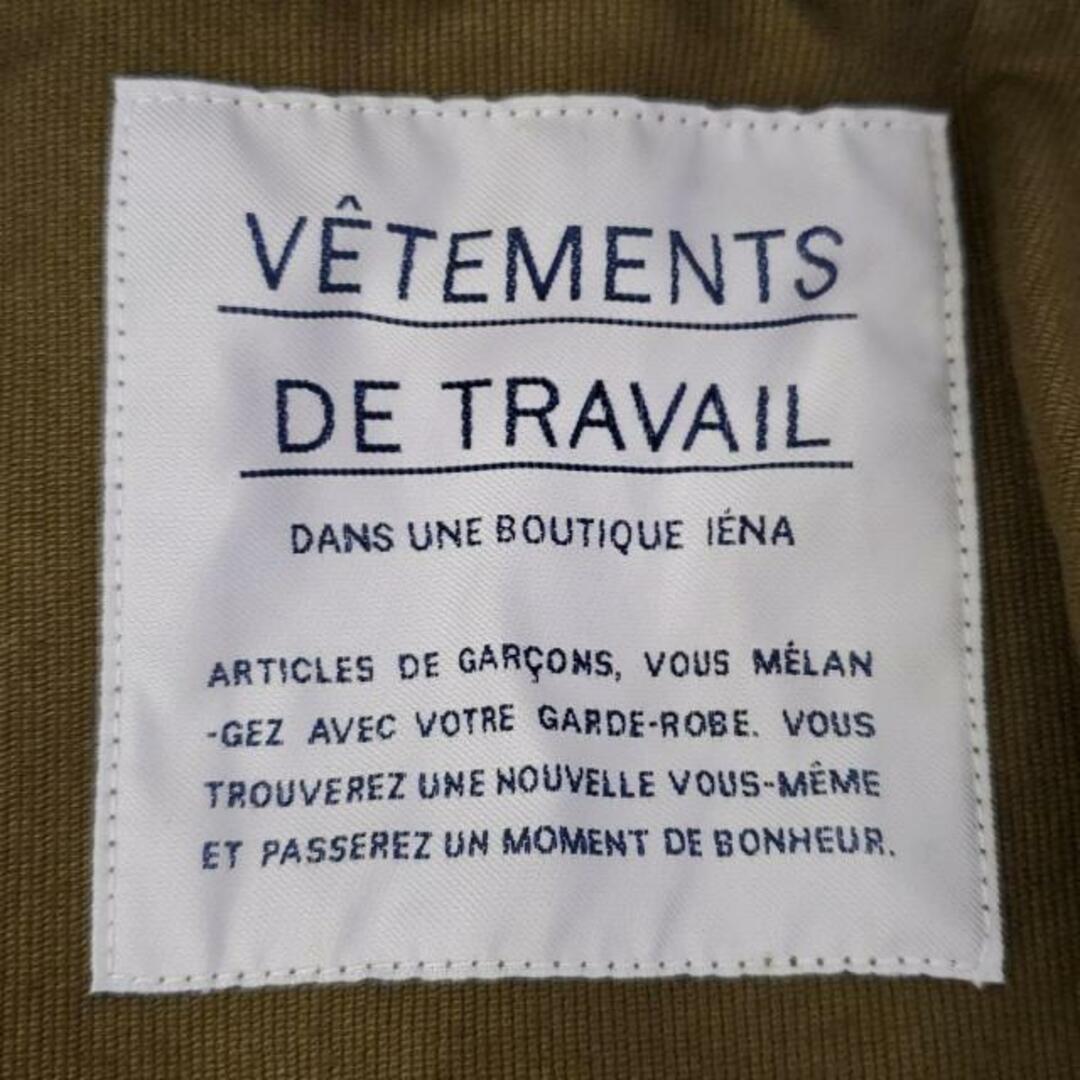 VÊTEMENTS
DE TRAVAIL
DANS UNE BOUTIQUE IÉNA
ARTICLES DE GARÇONS, VOUS MÉLAN
-GEZ AVEC VOTRE GARDE-ROBE. VOUS
TROUVEREZ UNE NOUVELLE VOUS-MÊME
ET PASSEREZ UN MOMENT DE BONHEUR.